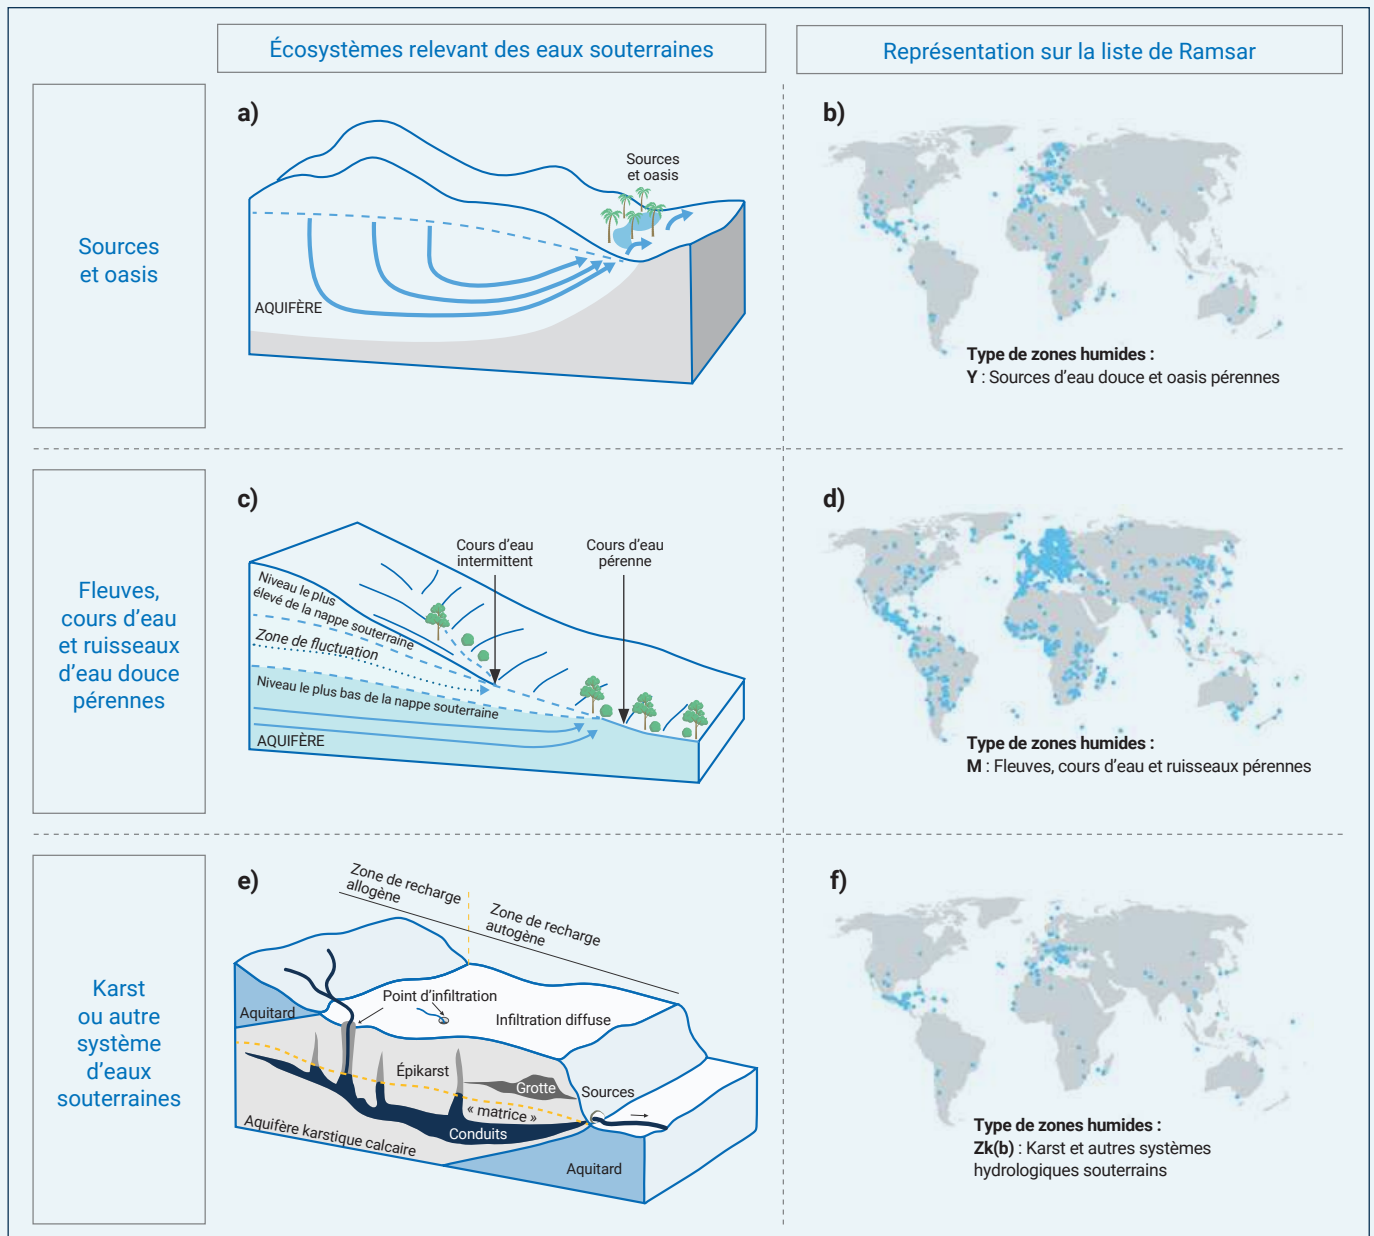 Écosystèmes relevant des eaux souterraines
Représentation sur la liste de Ramsar
Sources
et oasis
a)
Sources
et oasis
AQUIFÈRE
b)
Type de zones humides :
Y : Sources d'eau douce et oasis pérennes
Fleuves,
cours d'eau
et ruisseaux
d'eau douce
pérennes
c)
Cours d'eau
intermittent
Cours d'eau
pérenne
Niveau le plus
élevé de la nappe souterraine
Zone de fluctuation
Niveau le plus bas de la nappe souterraine
AQUIFÈRE
d)
Type de zones humides :
M : Fleuves, cours d'eau et ruisseaux pérennes
Karst
ou autre
système
d'eaux
souterraines
e)
Zone de recharge
allogène
Zone de recharge
autogène
Point d'infiltration
Infiltration diffuse
Aquitard
Épikarst
Grotte
Sources
« matrice »
Conduits
Aquifère karstique calcaire
Aquitard
f)
Type de zones humides :
Zk(b) : Karst et autres systèmes
hydrologiques souterrains